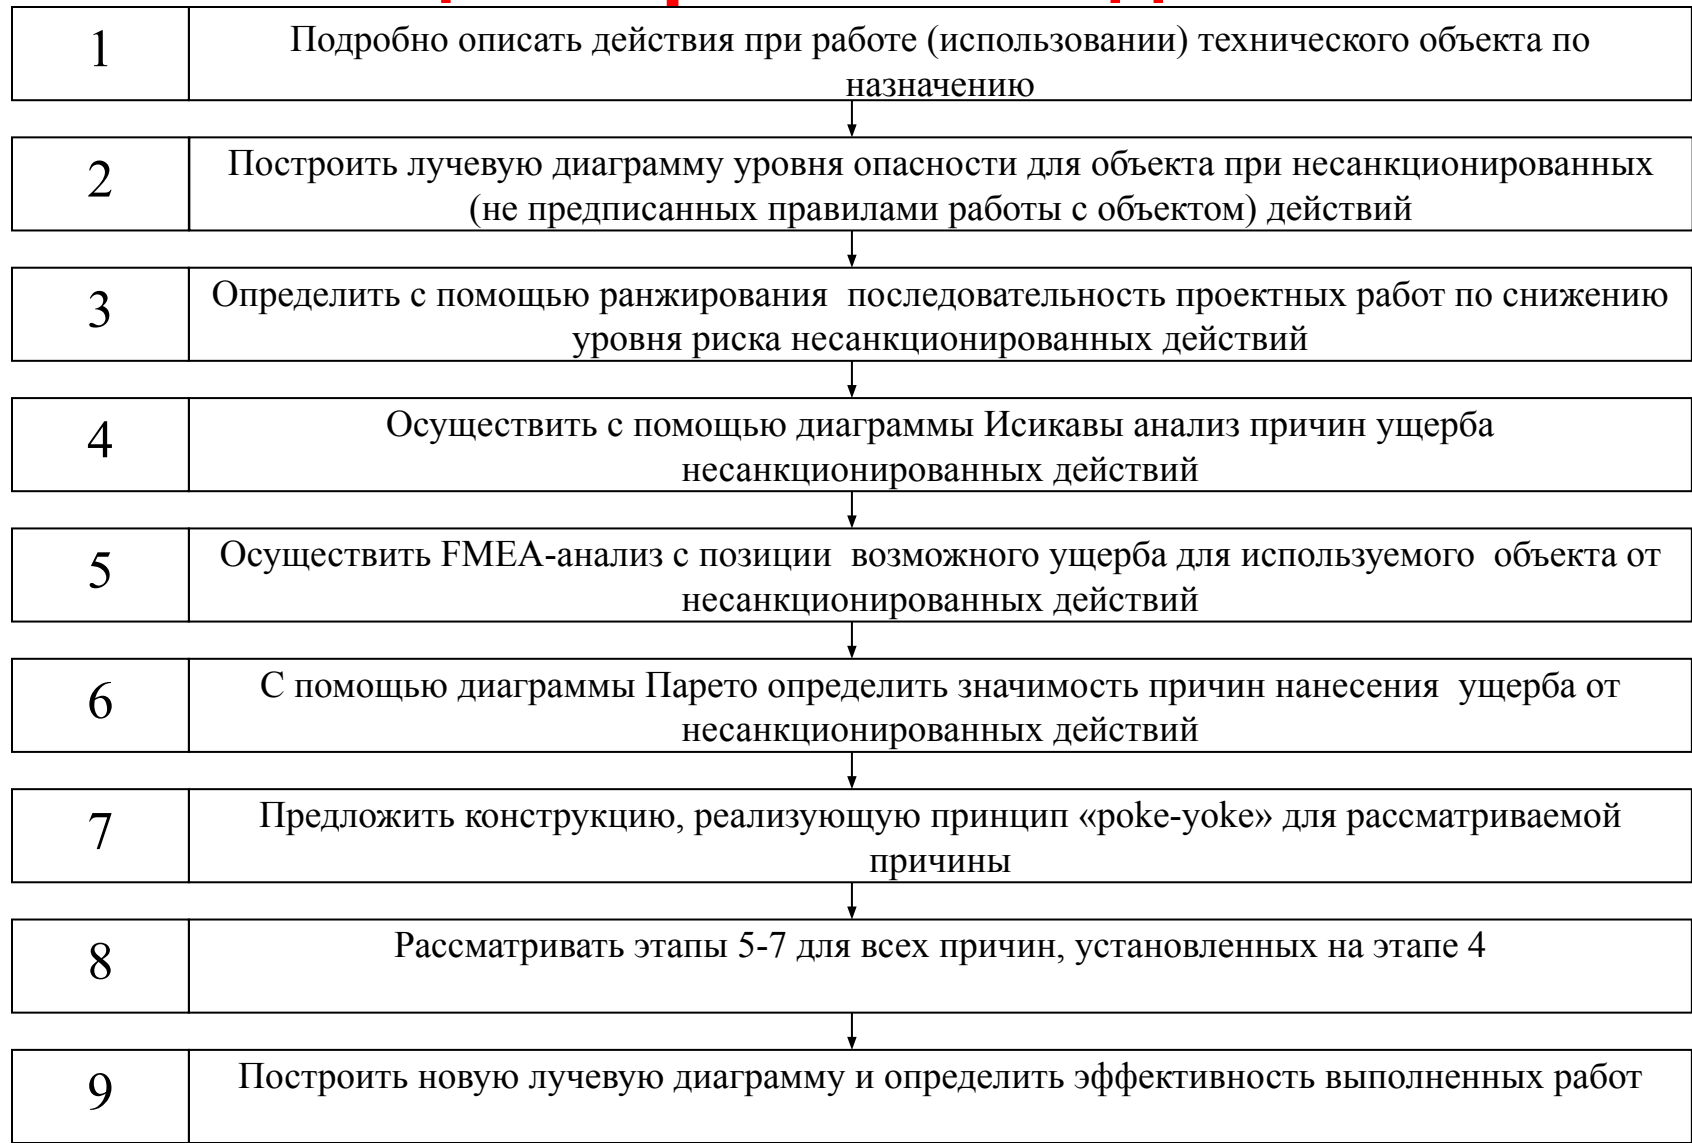 1
Подробно описать действия при работе (использовании) технического объекта по
назначению
2
Построить лучевую диаграмму уровня опасности для объекта при несанкционированных
(не предписанных правилами работы с объектом) действий
3
Определить с помощью ранжирования последовательность проектных работ по снижению
уровня риска несанкционированных действий
4
Осуществить с помощью диаграммы Исикавы анализ причин ущерба
несанкционированных действий
5
Осуществить FMEA-анализ с позиции возможного ущерба для используемого объекта от
несанкционированных действий
6
С помощью диаграммы Парето определить значимость причин нанесения ущерба от
несанкционированных действий
7
Предложить конструкцию, реализующую принцип «poke-yoke» для рассматриваемой
причины
8
Рассматривать этапы 5-7 для всех причин, установленных на этапе 4
9
Построить новую лучевую диаграмму и определить эффективность выполненных работ